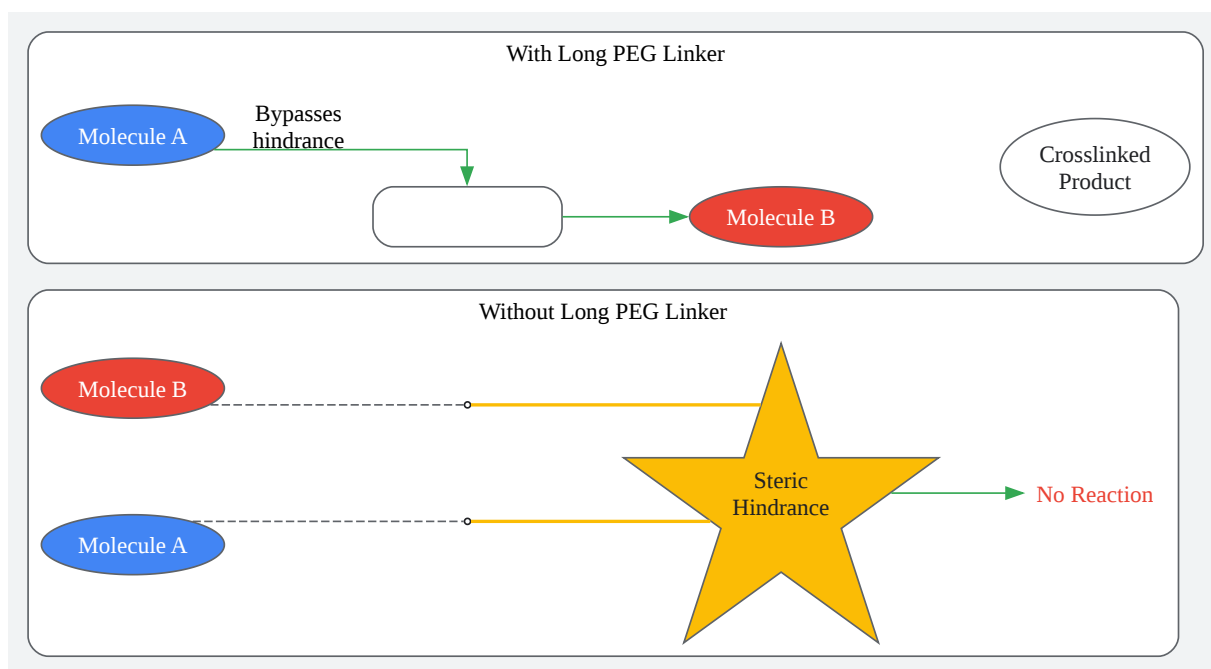 With Long PEG Linker
Molecule A
Bypasses
hindrance
Molecule B
Crosslinked
Product
Without Long PEG Linker
Molecule B
Molecule A
Steric
Hindrance
No Reaction